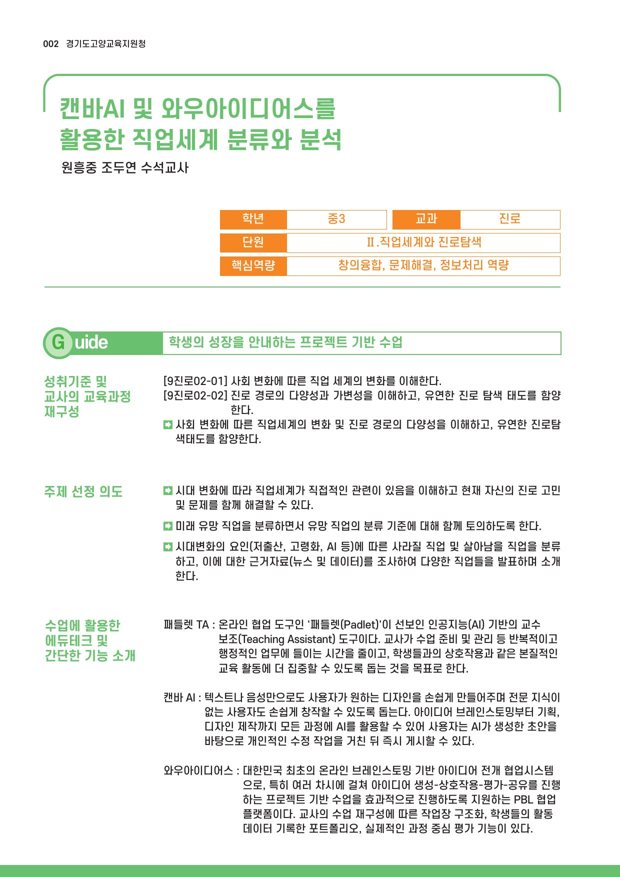 002 경기도고양교육지원청
캔바AI 및 와우아이디어스를
활용한 직업세계 분류와 분석
원흥중 조두연 수석교사
학년 중3 교과 진로
단원 Ⅱ.직업세계와 진로탐색
핵심역량 창의융합, 문제해결, 정보처리 역량
Guide 학생의 성장을 안내하는 프로젝트 기반 수업
성취기준 및
교사의 교육과정
재구성
[9진로02-01] 사회 변화에 따른 직업 세계의 변화를 이해한다.
[9진로02-02] 진로 경로의 다양성과 가변성을 이해하고, 유연한 진로 탐색 태도를 함양
한다.
➡ 사회 변화에 따른 직업세계의 변화 및 진로 경로의 다양성을 이해하고, 유연한 진로탐
색태도를 함양한다.
주제 선정 의도
➡ 시대 변화에 따라 직업세계가 직접적인 관련이 있음을 이해하고 현재 자신의 진로 고민
및 문제를 함께 해결할 수 있다.
➡ 미래 유망 직업을 분류하면서 유망 직업의 분류 기준에 대해 함께 토의하도록 한다.
➡ 시대변화의 요인(저출산, 고령화, AI 등)에 따른 사라질 직업 및 살아남을 직업을 분류
하고, 이에 대한 근거자료(뉴스 및 데이터)를 조사하여 다양한 직업들을 발표하며 소개
한다.
수업에 활용한
에듀테크 및
간단한 기능 소개
패들렛 TA : 온라인 협업 도구인 '패들렛(Padlet)'이 선보인 인공지능(AI) 기반의 교수
보조(Teaching Assistant) 도구이다. 교사가 수업 준비 및 관리 등 반복적이고
행정적인 업무에 들이는 시간을 줄이고, 학생들과의 상호작용과 같은 본질적인
교육 활동에 더 집중할 수 있도록 돕는 것을 목표로 한다.
캔바 AI : 텍스트나 음성만으로도 사용자가 원하는 디자인을 손쉽게 만들어주며 전문 지식이
없는 사용자도 손쉽게 창작할 수 있도록 돕는다. 아이디어 브레인스토밍부터 기획,
디자인 제작까지 모든 과정에 AI를 활용할 수 있어 사용자는 AI가 생성한 초안을
바탕으로 개인적인 수정 작업을 거친 뒤 즉시 게시할 수 있다.
와우아이디어스 : 대한민국 최초의 온라인 브레인스토밍 기반 아이디어 전개 협업시스템
으로, 특히 여러 차시에 걸쳐 아이디어 생성-상호작용-평가-공유를 진행
하는 프로젝트 기반 수업을 효과적으로 진행하도록 지원하는 PBL 협업
플랫폼이다. 교사의 수업 재구성에 따른 작업장 구조화, 학생들의 활동
데이터 기록한 포트폴리오, 실제적인 과정 중심 평가 기능이 있다.